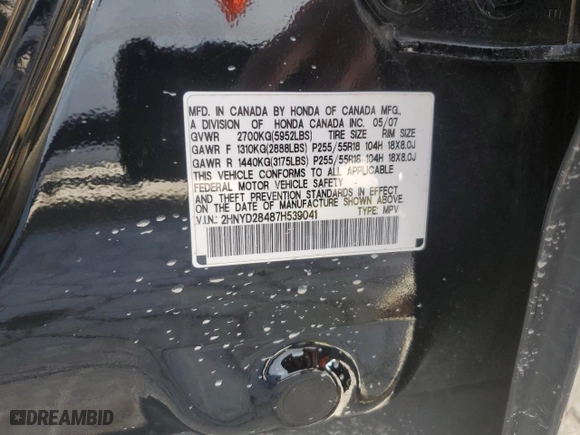 MFD. IN CANADA BY HONDA OF CANADA MFG.,
A DIVISION OF HONDA CANADA INC. 05/07
GVWR 2700KG(5952LBS) TIRE SIZE RIM SIZE
GAWR F 1310KG(2888LBS) P255/55R18 104H 18X8.0J
GAWR R 1440KG(3175LBS) P255/55R18 104H 18X8.0J
THIS VEHICLE CONFORMS TO ALL APPLICABLE
FEDERAL MOTOR VEHICLE SAFETY
AND THEFT PREVENTION STANDARDS IN EFFECT
ON THE DATE OF MANUFACTURE SHOWN ABOVE.
V.I.N.: 2HNYD28487H539041 TYPE: MPV
DREAMBID